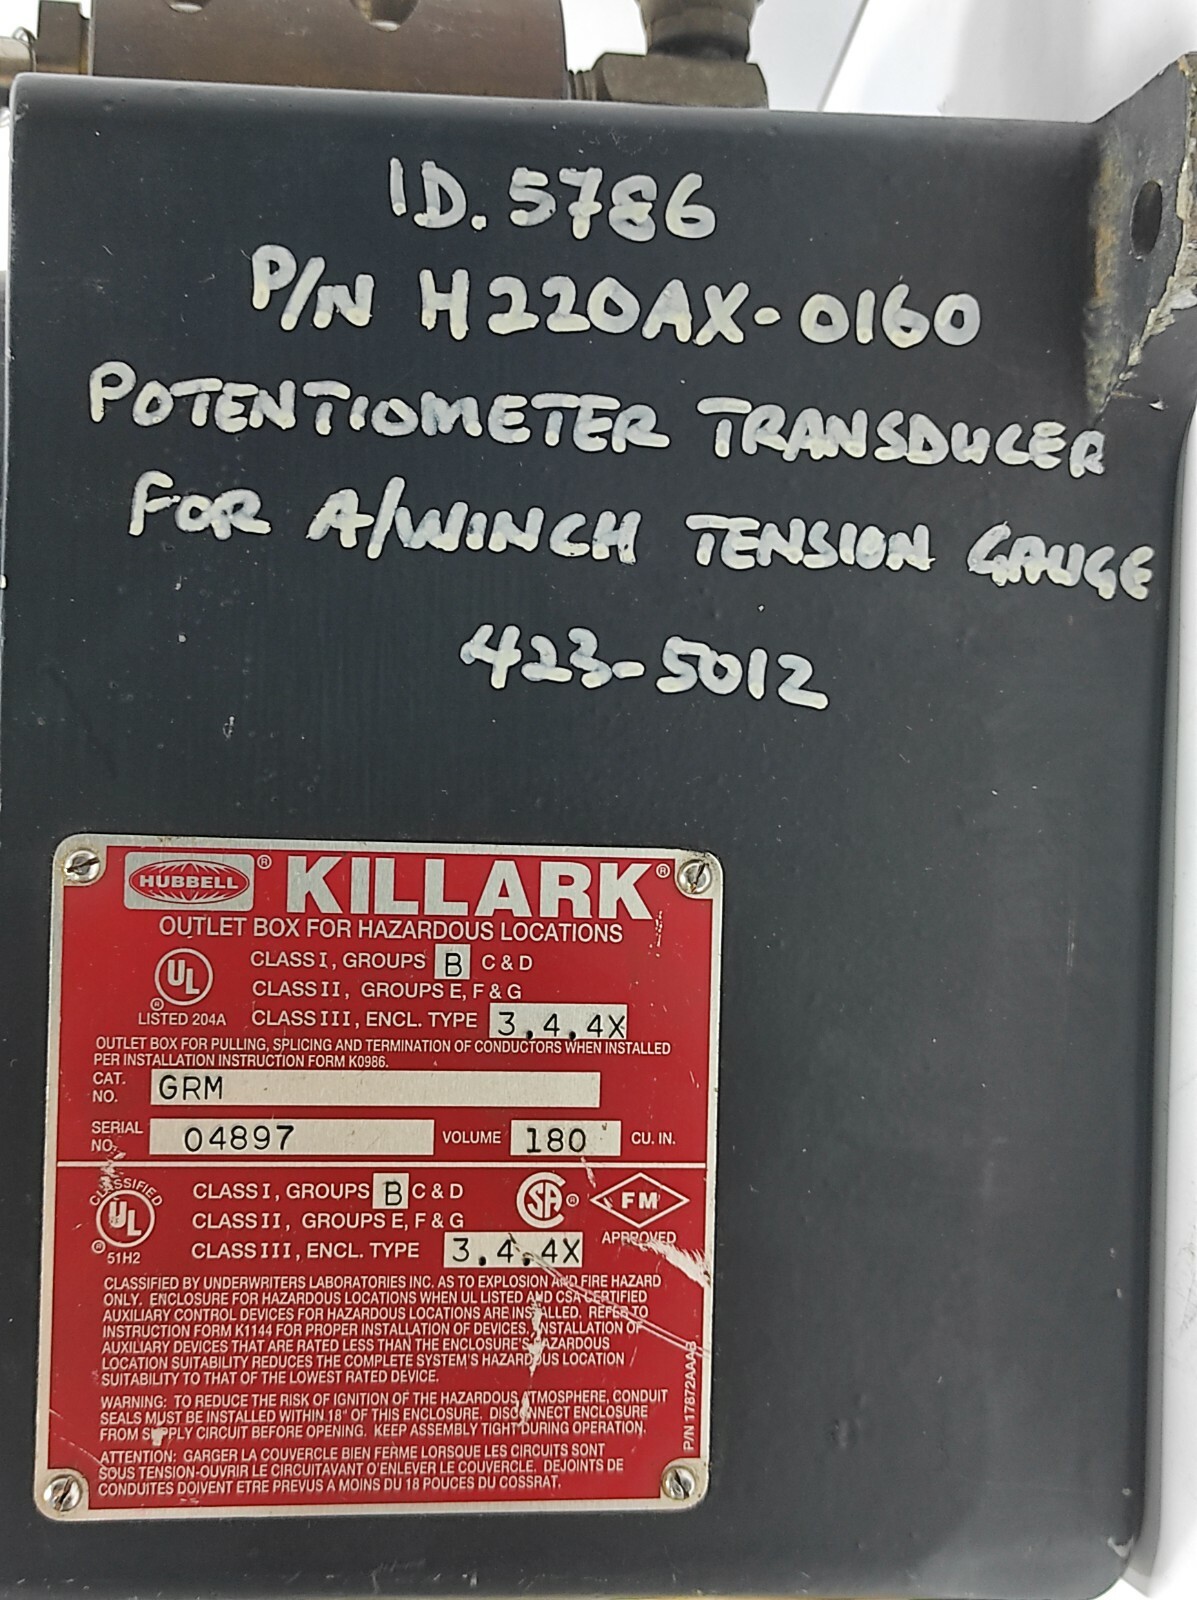 ID. 5786
P/N H220AX-0160
POTENTIOMETER TRANSDUCER
FOR A/WINCH TENSION GAUGE
423-5012
HUBBELL ® KILLARK ®
OUTLET BOX FOR HAZARDOUS LOCATIONS
UL ® LISTED 204A
CLASS I, GROUPS B C & D
CLASS II, GROUPS E, F & G
CLASS III, ENCL. TYPE 3,4,4X
OUTLET BOX FOR PULLING, SPLICING AND TERMINATION OF CONDUCTORS WHEN INSTALLED
PER INSTALLATION INSTRUCTION FORM K0986.
CAT. NO. GRM
SERIAL NO. 04897 VOLUME 180 CU. IN.
CLASSIFIED UL ® 51H2
CLASS I, GROUPS B C & D
CLASS II, GROUPS E, F & G
CLASS III, ENCL. TYPE 3,4,4X
SA ® FM APPROVED
CLASSIFIED BY UNDERWRITERS LABORATORIES INC. AS TO EXPLOSION AND FIRE HAZARD
ONLY. ENCLOSURE FOR HAZARDOUS LOCATIONS WHEN UL LISTED AND CSA CERTIFIED
AUXILIARY CONTROL DEVICES FOR HAZARDOUS LOCATIONS ARE INSTALLED. REFER TO
INSTRUCTION FORM K1144 FOR PROPER INSTALLATION OF DEVICES. INSTALLATION OF
AUXILIARY DEVICES THAT ARE RATED LESS THAN THE ENCLOSURE'S HAZARDOUS
LOCATION SUITABILITY REDUCES THE COMPLETE SYSTEM'S HAZARDOUS LOCATION
SUITABILITY TO THAT OF THE LOWEST RATED DEVICE.
WARNING: TO REDUCE THE RISK OF IGNITION OF THE HAZARDOUS ATMOSPHERE, CONDUIT
SEALS MUST BE INSTALLED WITHIN 18" OF THIS ENCLOSURE. DISCONNECT ENCLOSURE
FROM SUPPLY CIRCUIT BEFORE OPENING. KEEP ASSEMBLY TIGHT DURING OPERATION.
ATTENTION: GARGER LA COUVERCLE BIEN FERME LORSQUE LES CIRCUITS SONT
SOUS TENSION-OUVRIR LE CIRCUITAVANT O'ENLEVER LE COUVERCLE. DEJOINTS DE
CONDUITES DOIVENT ETRE PREVUS A MOINS DU 18 POUCES DU COSSRAT.
P/N 17872AAAB